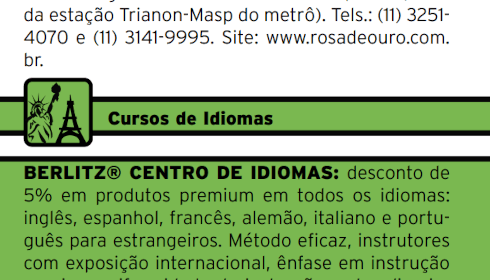 da estação Trianon-Masp do metrô). Tels.: (11) 3251-
4070 e (11) 3141-9995. Site: www.rosadeouro.com.
br.
Cursos de Idiomas
BERLITZ® CENTRO DE IDIOMAS: desconto de
5% em produtos premium em todos os idiomas:
inglês, espanhol, francês, alemão, italiano e portu-
guês para estrangeiros. Método eficaz, instrutores
com exposição internacional, ênfase em instrução